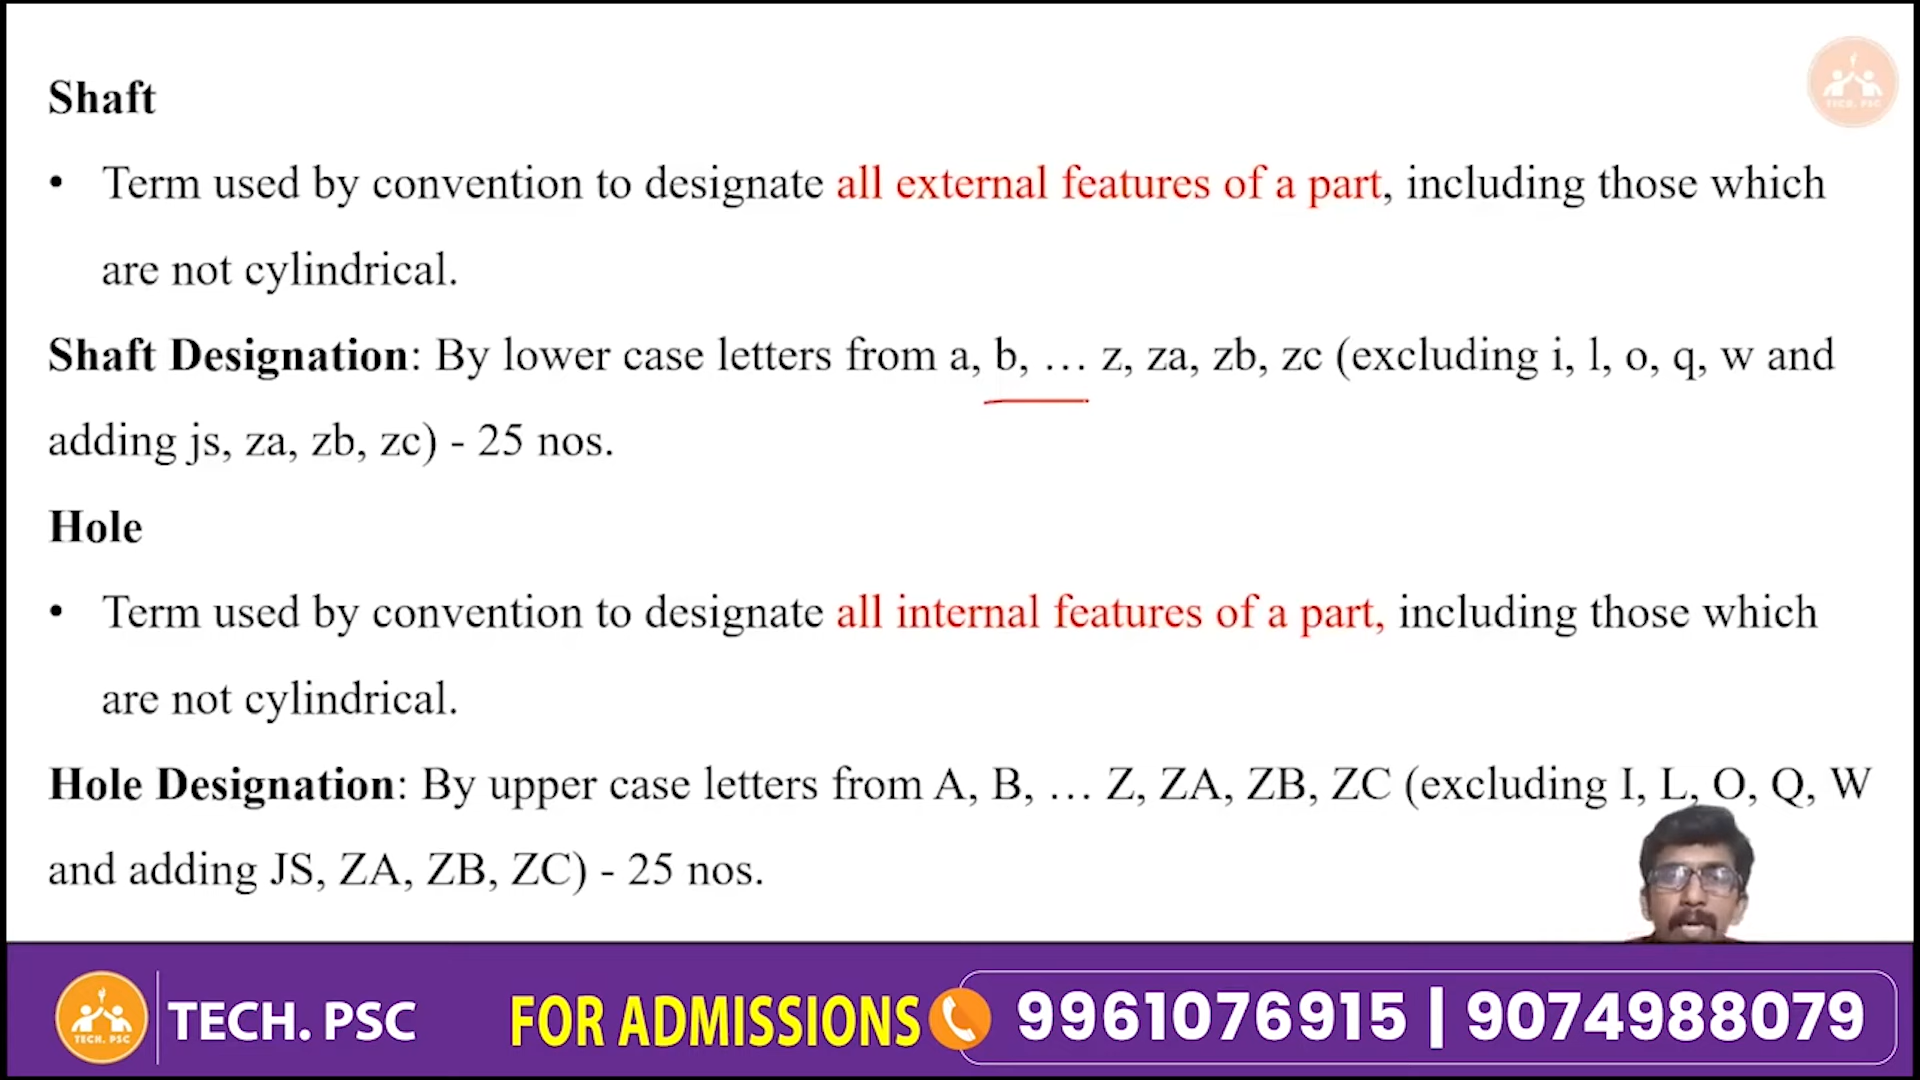 TECH. PSC
Shaft
• Term used by convention to designate all external features of a part, including those which
are not cylindrical.
Shaft Designation: By lower case letters from a, b, … z, za, zb, zc (excluding i, l, o, q, w and
adding js, za, zb, zc) - 25 nos.
Hole
• Term used by convention to designate all internal features of a part, including those which
are not cylindrical.
Hole Designation: By upper case letters from A, B, … Z, ZA, ZB, ZC (excluding I, L, O, Q, W
and adding JS, ZA, ZB, ZC) - 25 nos.
TECH. PSC
TECH. PSC
FOR ADMISSIONS
9961076915 | 9074988079